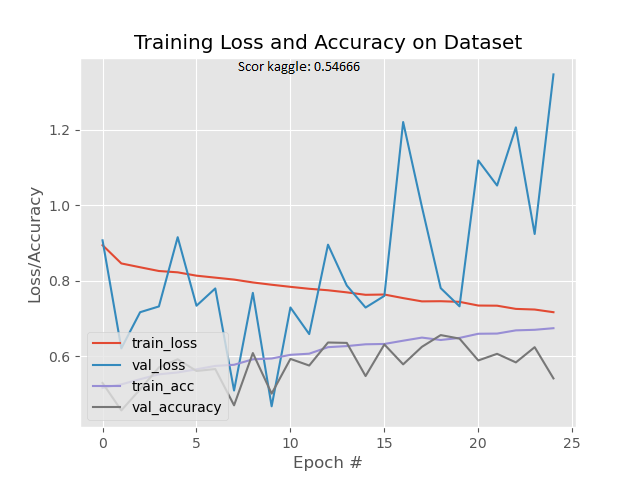 Training Loss and Accuracy on Dataset
Scor kaggle: 0.54666
1.2
1.0
0.8
0.6
Loss/Accuracy
train_loss
val_loss
train_acc
val_accuracy
0 5 10 15 20 25
Epoch #